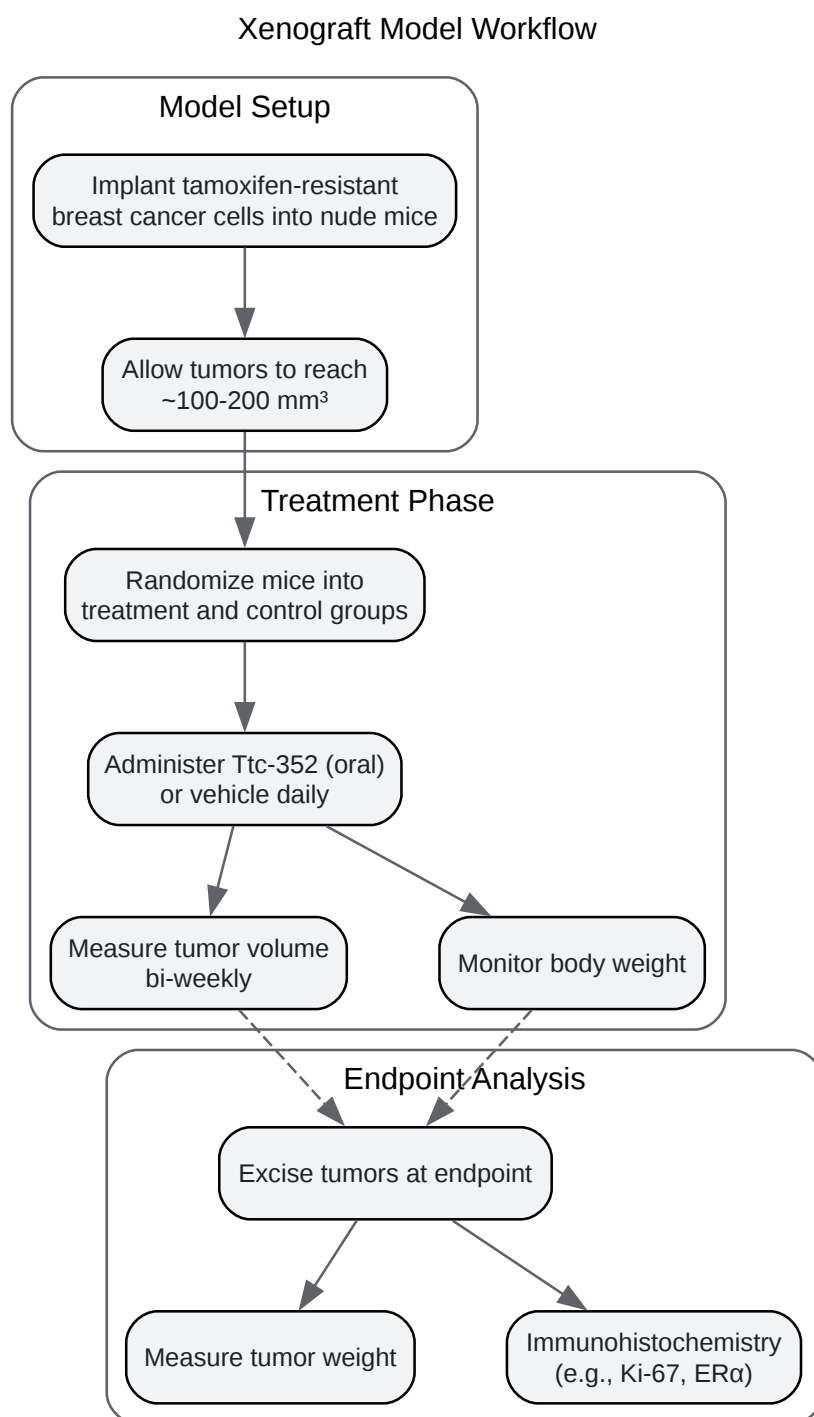 Xenograft Model Workflow
Model Setup
Implant tamoxifen-resistant
breast cancer cells into nude mice
Allow tumors to reach
~100-200 mm³
Treatment Phase
Randomize mice into
treatment and control groups
Administer Ttc-352 (oral)
or vehicle daily
Measure tumor volume
bi-weekly
Monitor body weight
Endpoint Analysis
Excise tumors at endpoint
Measure tumor weight
Immunohistochemistry
(e.g., Ki-67, ERα)